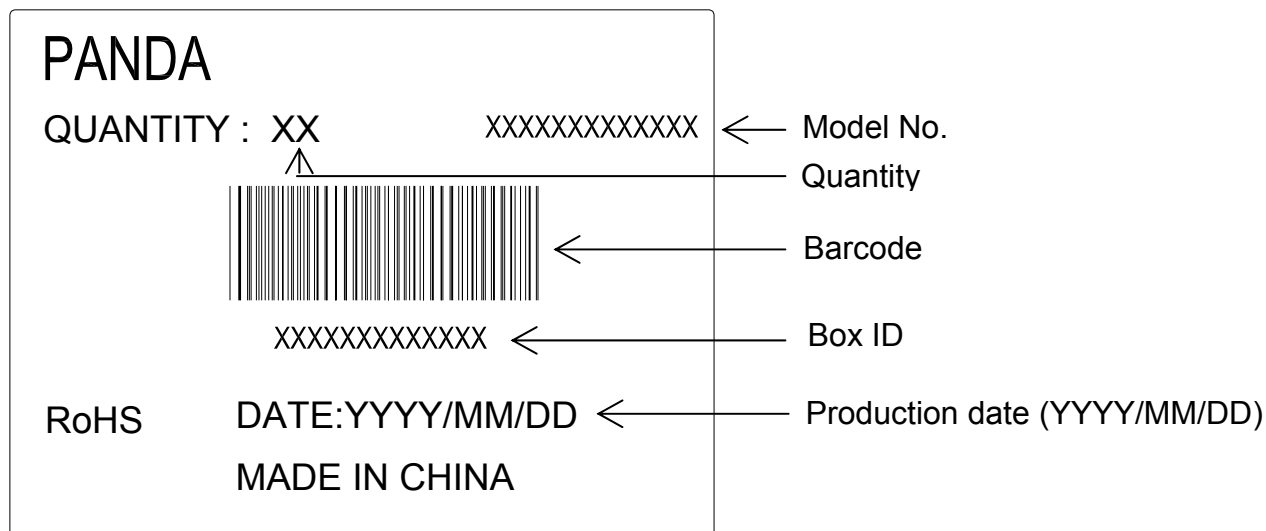 PANDA
QUANTITY : XX XXXXXXXXXXXXX Model No.
Quantity
Barcode
XXXXXXXXXXXXX Box ID
RoHS DATE:YYYY/MM/DD Production date (YYYY/MM/DD)
MADE IN CHINA